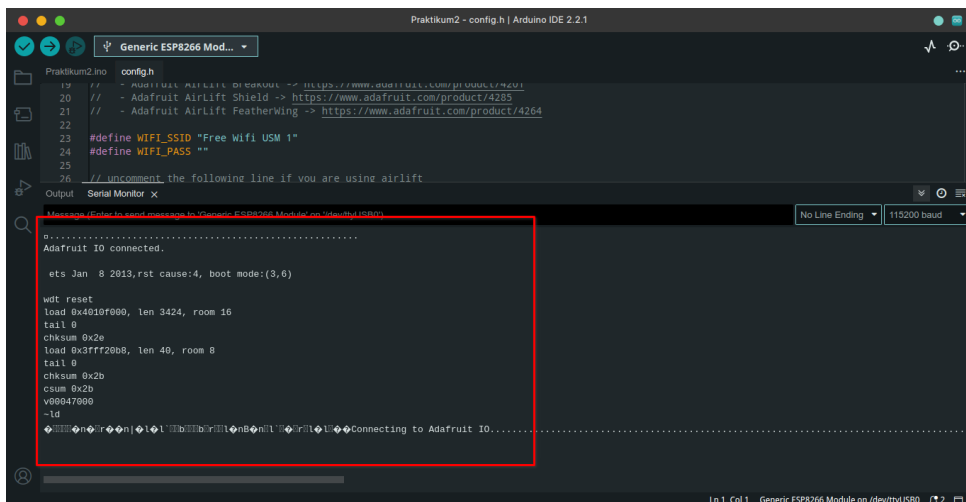 Praktikum2 - config.h | Arduino IDE 2.2.1
Generic ESP8266 Mod...
Praktikum2.ino config.h
19 // - Adafruit AirLift Breakout -> https://www.adafruit.com/product/4201
20 // - Adafruit AirLift Shield -> https://www.adafruit.com/product/4285
21 // - Adafruit AirLift FeatherWing -> https://www.adafruit.com/product/4264
22
23 #define WIFI_SSID "Free Wifi USM 1"
24 #define WIFI_PASS ""
25
26 // uncomment the following line if you are using airlift
Output Serial Monitor
Message (Enter to send message to 'Generic ESP8266 Module' on '/dev/ttyUSB0')
No Line Ending 115200 baud
.......................................................
Adafruit IO connected.
ets Jan 8 2013,rst cause:4, boot mode:(3,6)
wdt reset
load 0x4010f000, len 3424, room 16
tail 0
chksum 0x2e
load 0x3fff20b8, len 40, room 8
tail 0
chksum 0x2b
csum 0x2b
v00047000
~ld
Connecting to Adafruit IO....................................................................................
Ln 1, Col 1 Generic ESP8266 Module on /dev/ttyUSB0 2